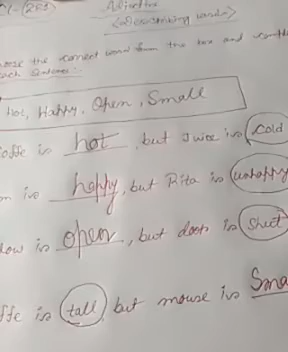 Adjective
<describing words>
the correct word from the box and
each sentence:-
Hot, Happy, Open, Small
is hot, but Juice is cold
is happy, but Rita is unhappy
is open, but door is shut
is tall but mouse is Sma